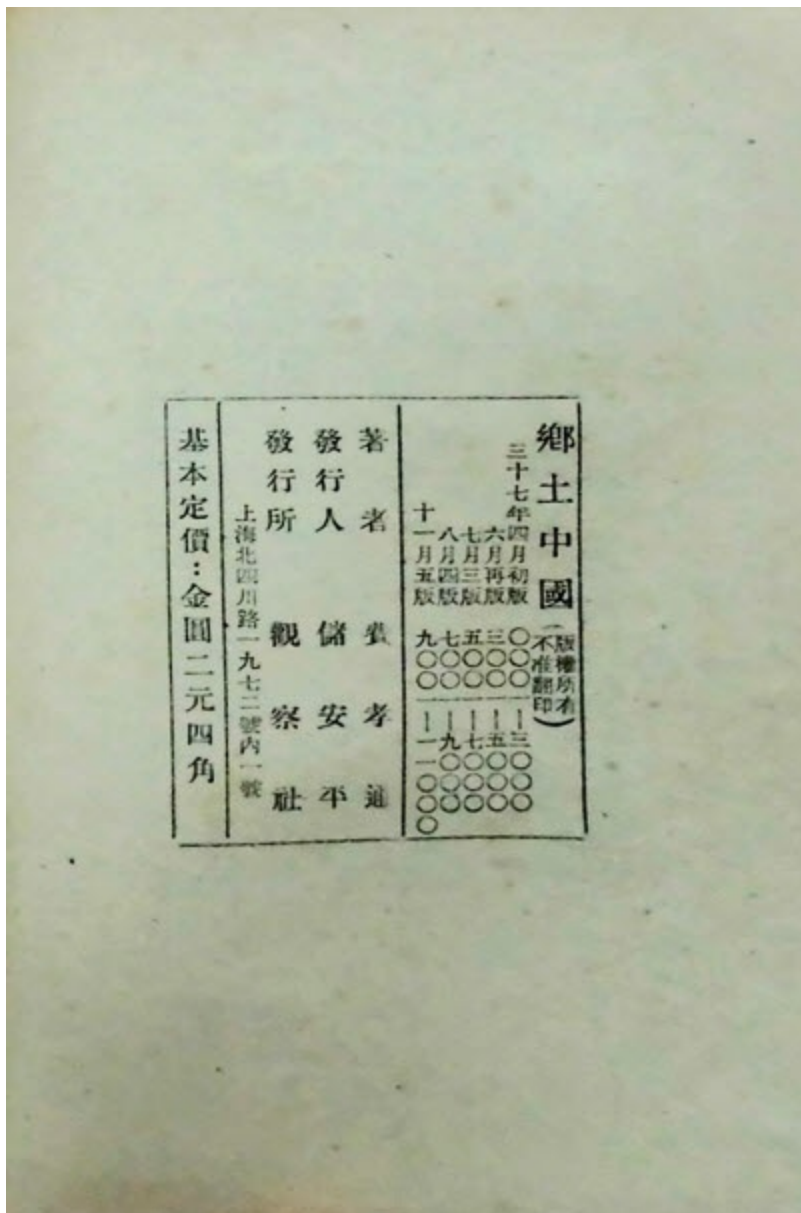 鄉土中國(版權所有
不准翻印)
三十七年四月初版 〇〇〇〇—三〇〇〇
六月再版 三〇〇〇—五〇〇〇
七月三版 五〇〇〇—七〇〇〇
八月四版 七〇〇〇—九〇〇〇
十一月五版 九〇〇〇—一一〇〇〇
著者 費孝通
發行人 儲安平
發行所 觀察社
上海北四川路一九七二號內一號
基本定價:金圓二元四角